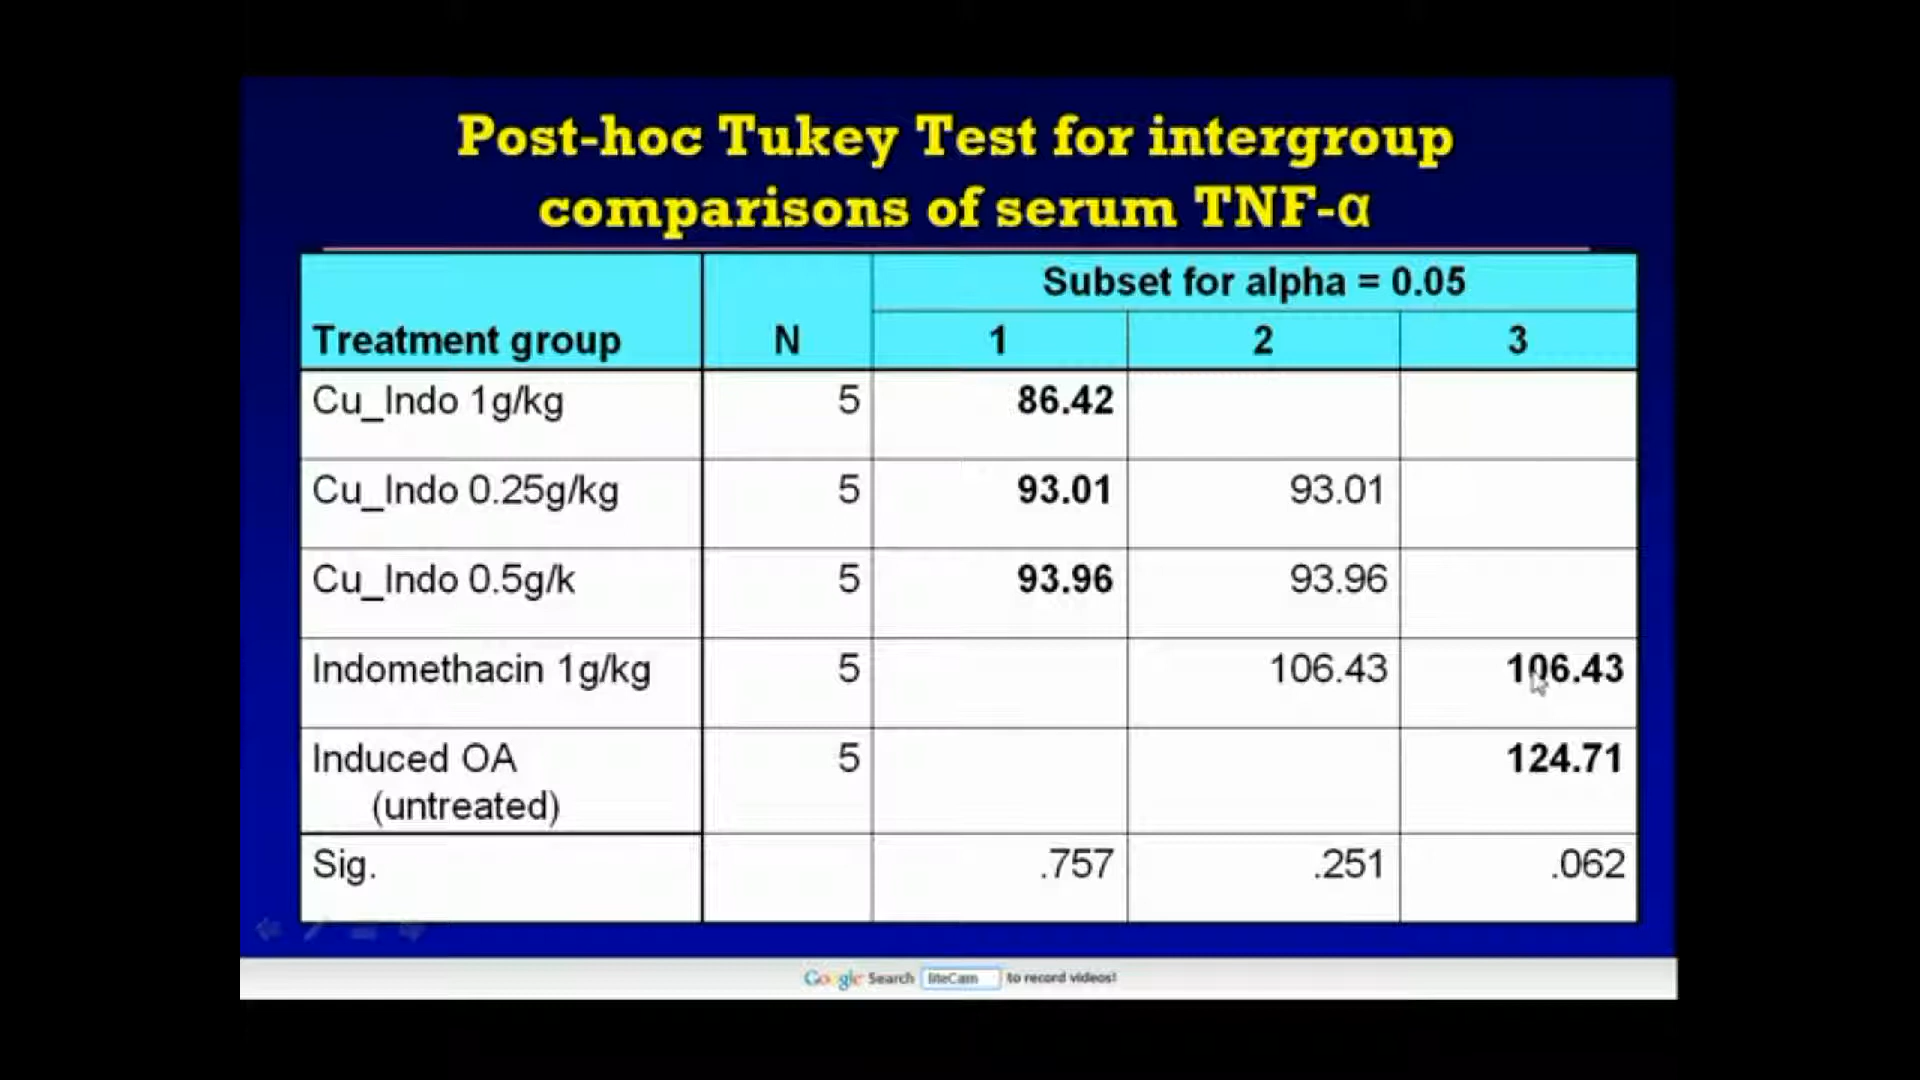 Post-hoc Tukey Test for intergroup
comparisons of serum TNF-α
Subset for alpha = 0.05
Treatment group N 1 2 3
Cu_Indo 1g/kg 5 86.42
Cu_Indo 0.25g/kg 5 93.01 93.01
Cu_Indo 0.5g/k 5 93.96 93.96
Indomethacin 1g/kg 5 106.43 106.43
Induced OA 5 124.71
(untreated)
Sig. .757 .251 .062
Google Search liteCam to record videos!